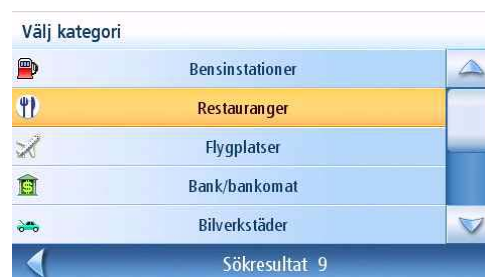 Välj kategori
Bensinstationer
Restauranger
Flygplatser
Bank/bankomat
Bilverkstäder
Sökresultat 9